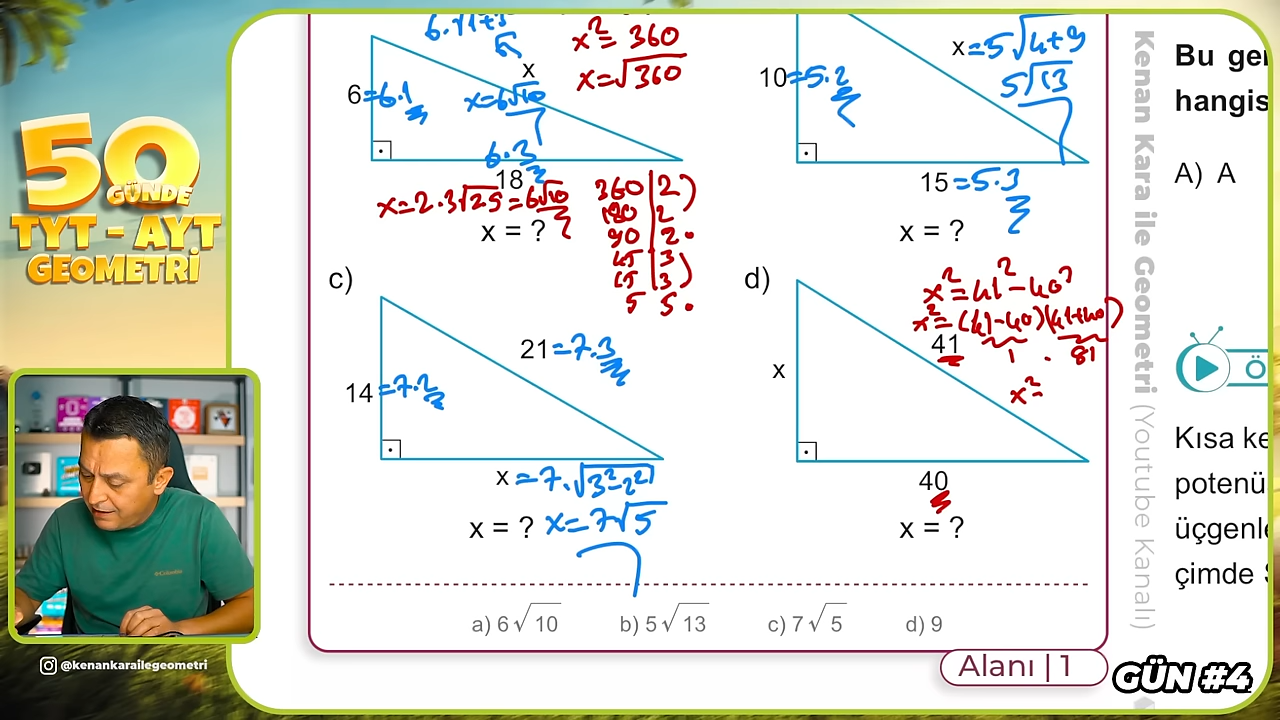 50
GÜNDE
TYT - AYT
GEOMETRİ
x² = 360
x=√360
x
6=6.1
x=6√10
6.3
18
x=2.3√25=6√10
x = ?
360 | 2
180 | 2
90 | 2
45 | 3
15 | 3
5 5
x=5√4+9
5√13
10=5.2
15=5.3
x = ?
c)
21=7.3
14=7.2
x=7.√3²-2²
x = ? x=7√5
d)
x²=41²-40²
x²=(41-40)(41+40)
41
1 . 81
x
x²=
40
x = ?
a) 6√10 b) 5√13 c) 7√5 d) 9
Alanı | 1
Kenan Kara ile Geometri (Youtube Kanalı)
Bu ge
hangis
A) A
Ö
Kısa ke
potenü
üçgenle
çimde
@kenankarailegeometri
GÜN #4